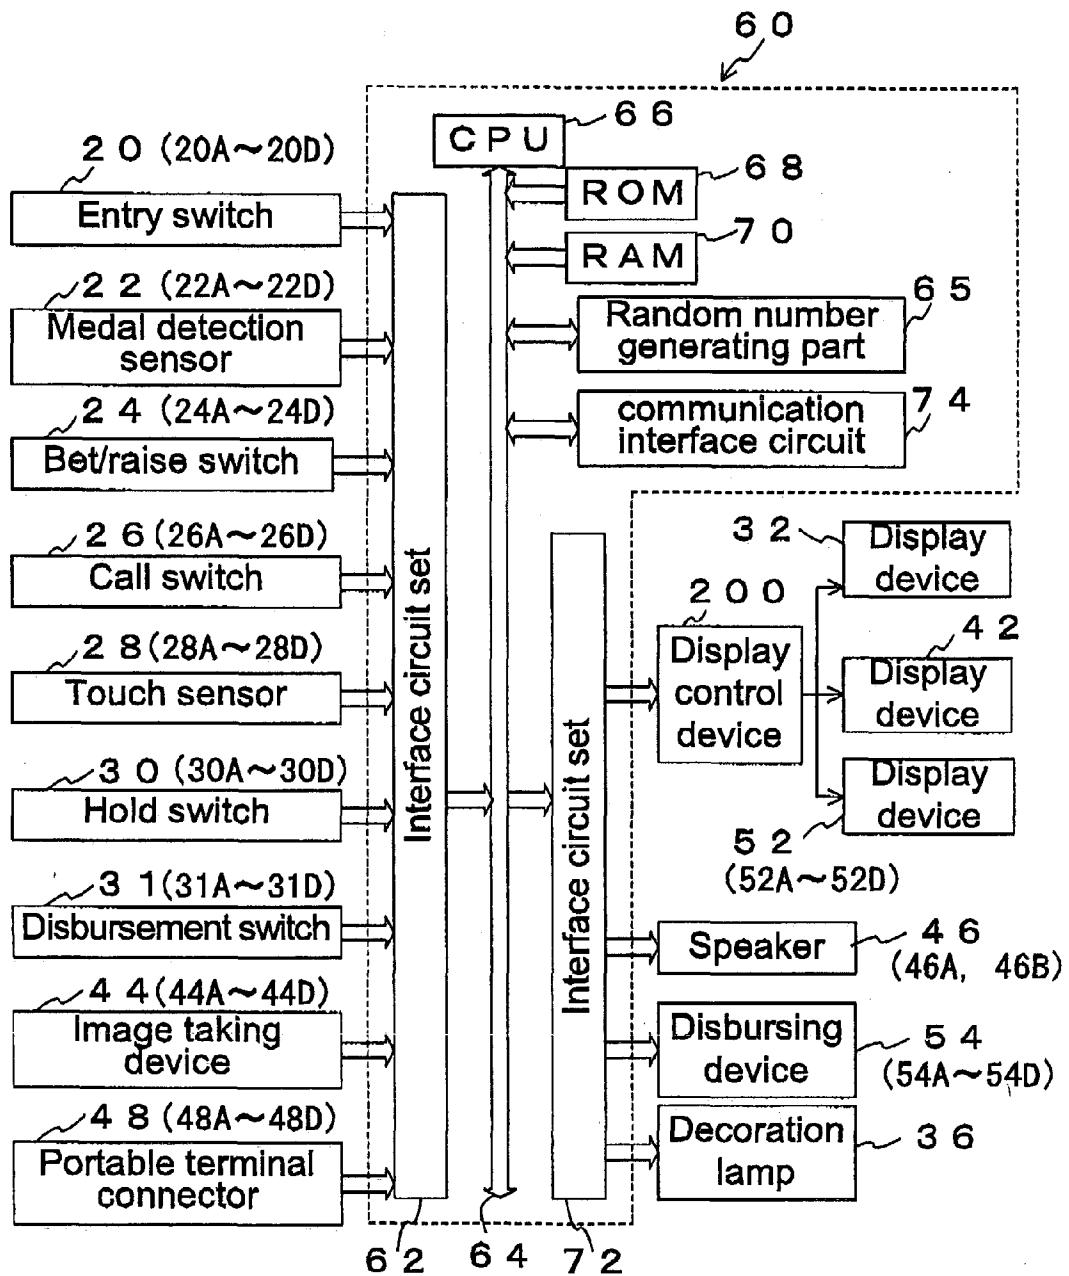 ６０
６６
ＣＰＵ
６８
ＲＯＭ
７０
ＲＡＭ
６５
Random number
generating part
７４
communication
interface circuit
２０(20A～20D)
Entry switch
２２(22A～22D)
Medal detection
sensor
２４(24A～24D)
Bet/raise switch
２６(26A～26D)
Call switch
２８(28A～28D)
Touch sensor
３０(30A～30D)
Hold switch
３１(31A～31D)
Disbursement switch
４４(44A～44D)
Image taking
device
４８(48A～48D)
Portable terminal
connector
Interface circuit set
６２
６４
Interface circuit set
７２
２００
Display
control
device
３２
Display
device
４２
Display
device
Display
device
５２
(52A～52D)
Speaker
４６
(46A, 46B)
Disbursing
device
５４
(54A～54D)
Decoration
lamp
３６